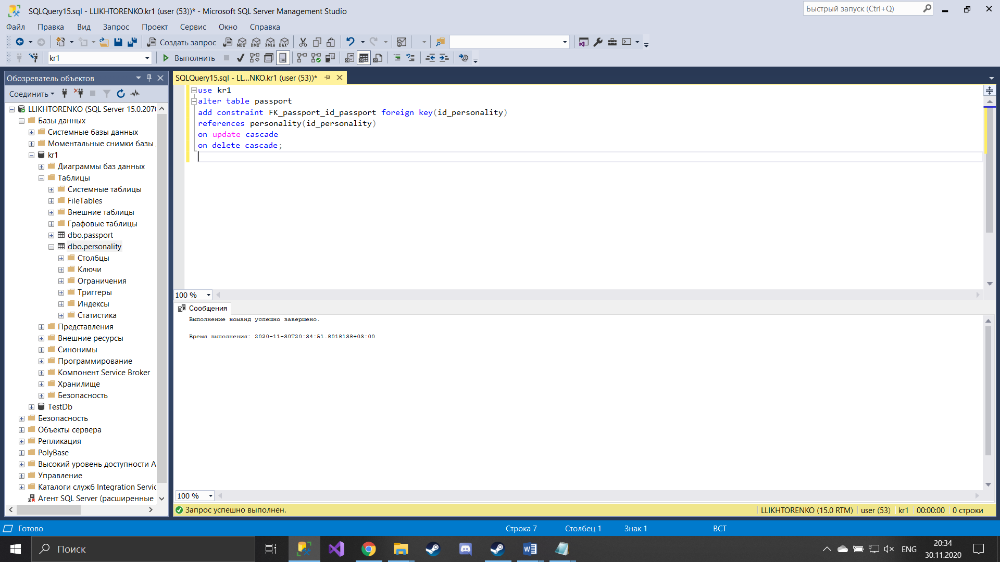 SQLQuery15.sql - LLIKHTORENKO.kr1 (user (53))* - Microsoft SQL Server Management Studio
Быстрый запуск (Ctrl+Q)
Файл Правка Вид Запрос Проект Сервис Окно Справка
Создать запрос MDX DMX XMLA DAX
kr1 Выполнить
Обозреватель объектов
Соединить
LLIKHTORENKO (SQL Server 15.0.207
Базы данных
Системные базы данных
Моментальные снимки базы
kr1
Диаграммы баз данных
Таблицы
Системные таблицы
FileTables
Внешние таблицы
Графовые таблицы
dbo.passport
dbo.personality
Столбцы
Ключи
Ограничения
Триггеры
Индексы
Статистика
Представления
Внешние ресурсы
Синонимы
Программирование
Компонент Service Broker
Хранилище
Безопасность
TestDb
Безопасность
Объекты сервера
Репликация
PolyBase
Высокий уровень доступности A
Управление
Каталоги служб Integration Servic
Агент SQL Server (расширенные
SQLQuery15.sql - LL...NKO.kr1 (user (53))*
use kr1
alter table passport
add constraint FK_passport_id_passport foreign key(id_personality)
references personality(id_personality)
on update cascade
on delete cascade;
100 %
Сообщения
Выполнение команд успешно завершено.
Время выполнения: 2020-11-30T20:34:51.8018138+03:00
100 %
Запрос успешно выполнен.
LLIKHTORENKO (15.0 RTM) user (53) kr1 00:00:00 0 строки
Готово Строка 7 Столбец 1 Знак 1 ВСТ
Поиск
ENG
20:34
30.11.2020